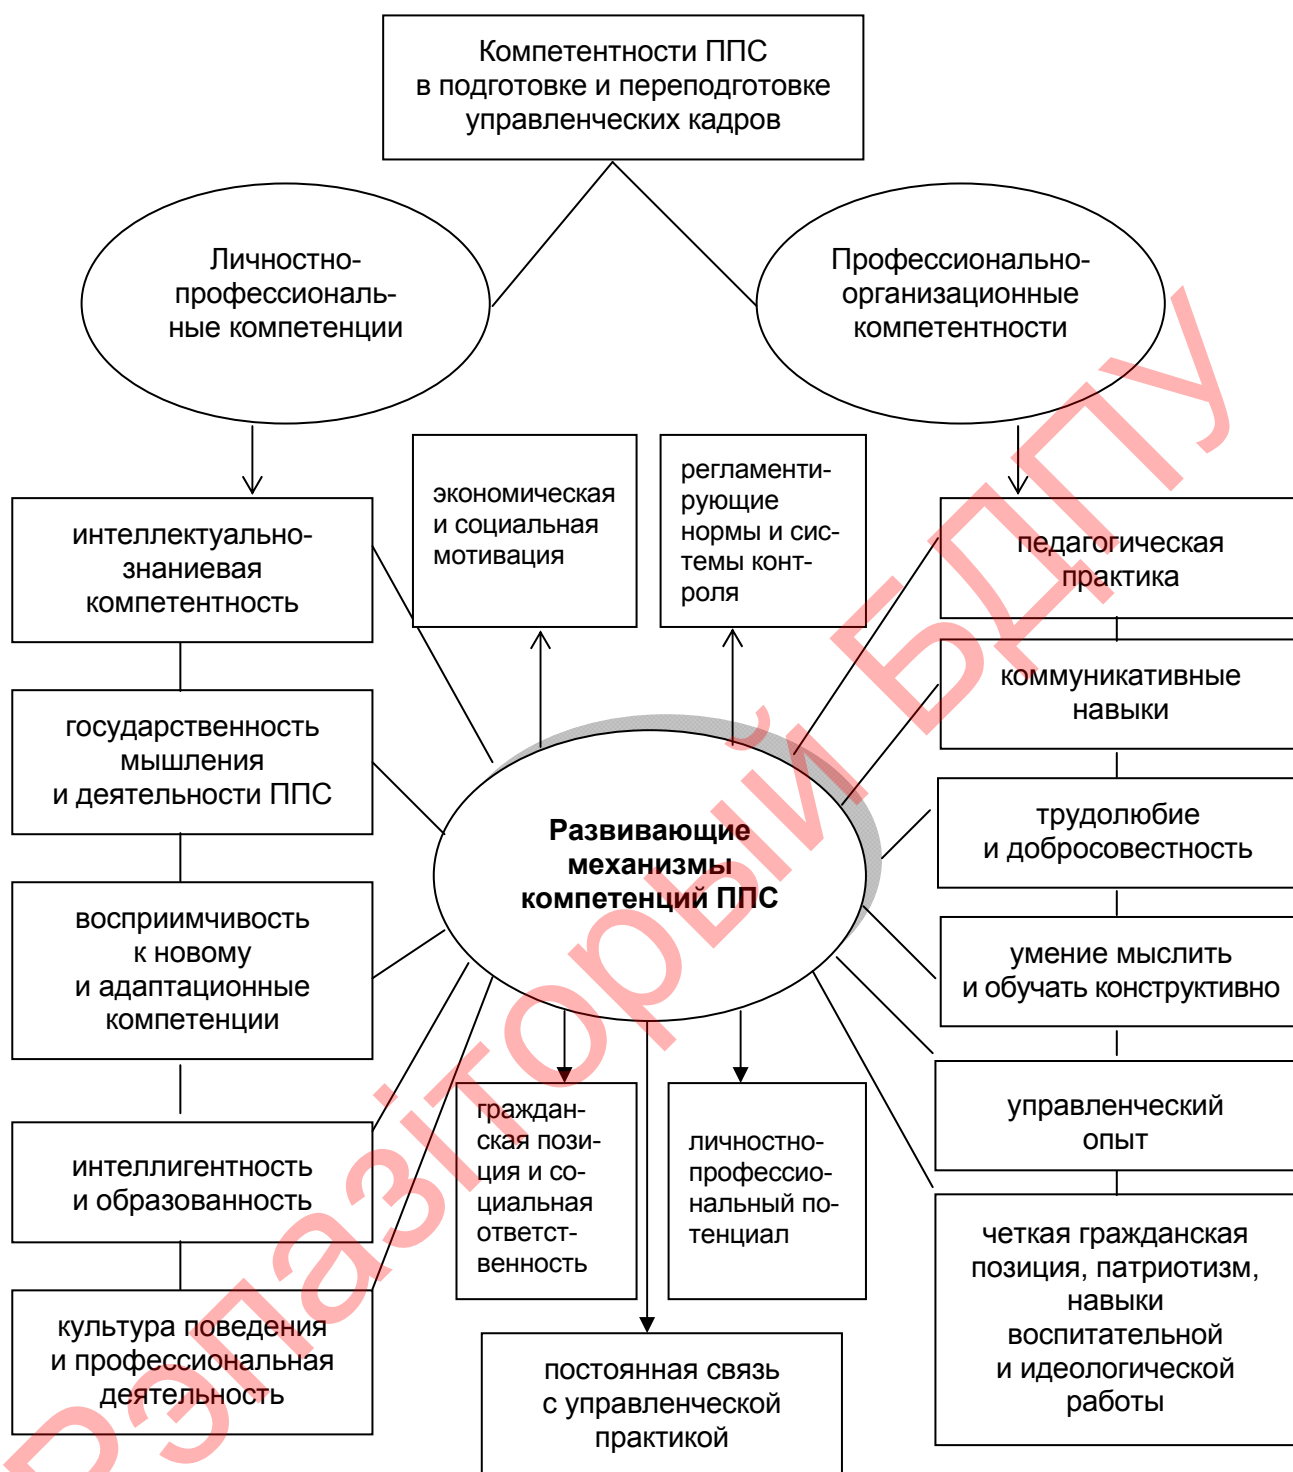 Компетентности ППС
в подготовке и переподготовке
управленческих кадров
Личностно-
профессиональ-
ные компетенции
Профессионально-
организационные
компетентности
экономическая
и социальная
мотивация
регламенти-
рующие
нормы и сис-
темы конт-
роля
интеллектуально-
знаниевая
компетентность
государственность
мышления
и деятельности ППС
восприимчивость
к новому
и адаптационные
компетенции
интеллигентность
и образованность
культура поведения
и профессиональная
деятельность
Развивающие
механизмы
компетенций ППС
педагогическая
практика
коммуникативные
навыки
трудолюбие
и добросовестность
умение мыслить
и обучать конструктивно
управленческий
опыт
четкая гражданская
позиция, патриотизм,
навыки
воспитательной
и идеологической
работы
граждан-
ская пози-
ция и со-
циальная
ответст-
венность
личностно-
профессио-
нальный по-
тенциал
постоянная связь
с управленческой
практикой
Рэпазіторый БДПУ